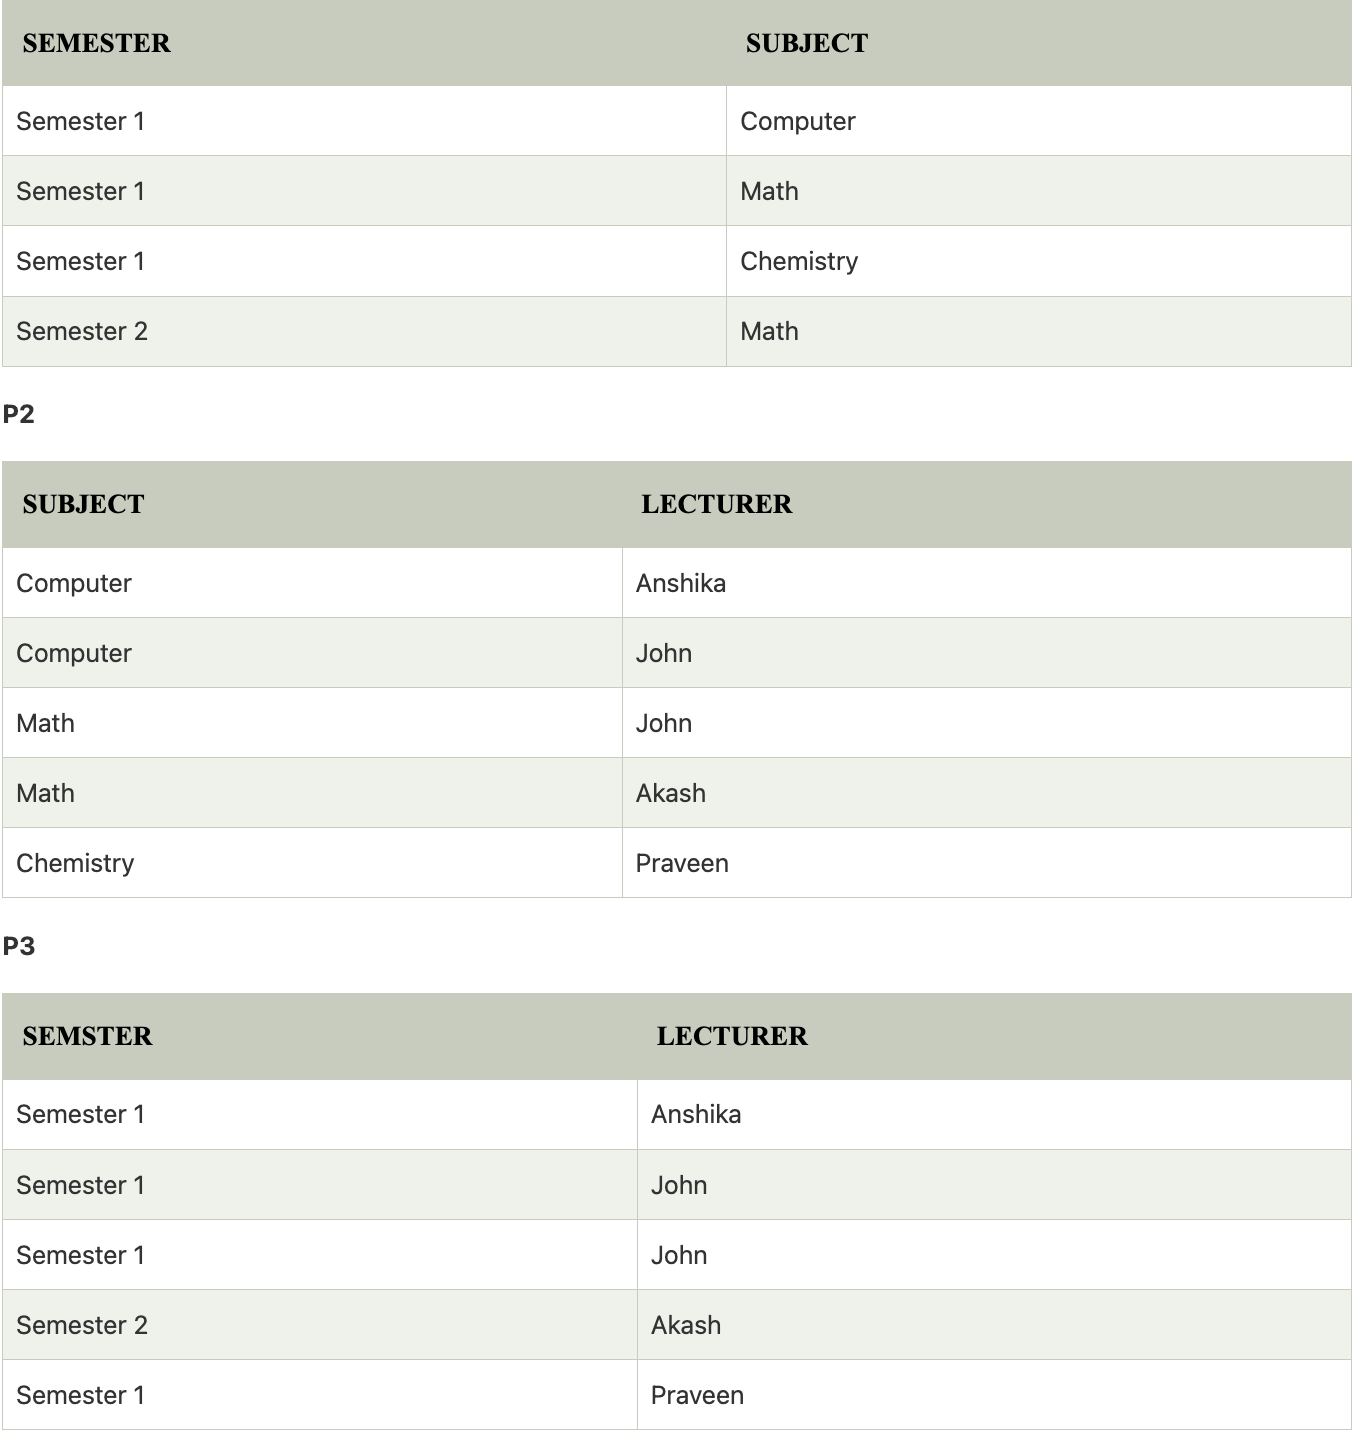 SEMESTER SUBJECT
Semester 1 Computer
Semester 1 Math
Semester 1 Chemistry
Semester 2 Math
P2
SUBJECT LECTURER
Computer Anshika
Computer John
Math John
Math Akash
Chemistry Praveen
P3
SEMSTER LECTURER
Semester 1 Anshika
Semester 1 John
Semester 1 John
Semester 2 Akash
Semester 1 Praveen